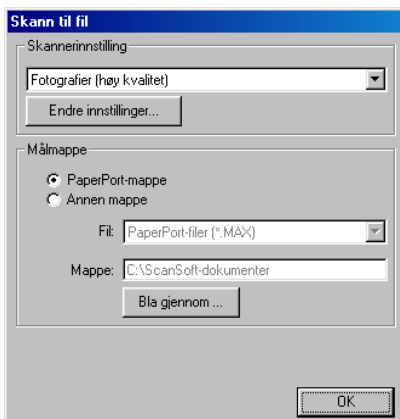 Skann til fil
Skannerinnstilling
Fotografier (høy kvalitet)
Endre innstillinger...
Målmappe
PaperPort-mappe
Annen mappe
Fil: PaperPort-filer (*.MAX)
Mappe: C:\ScanSoft-dokumenter
Bla gjennom ...
OK